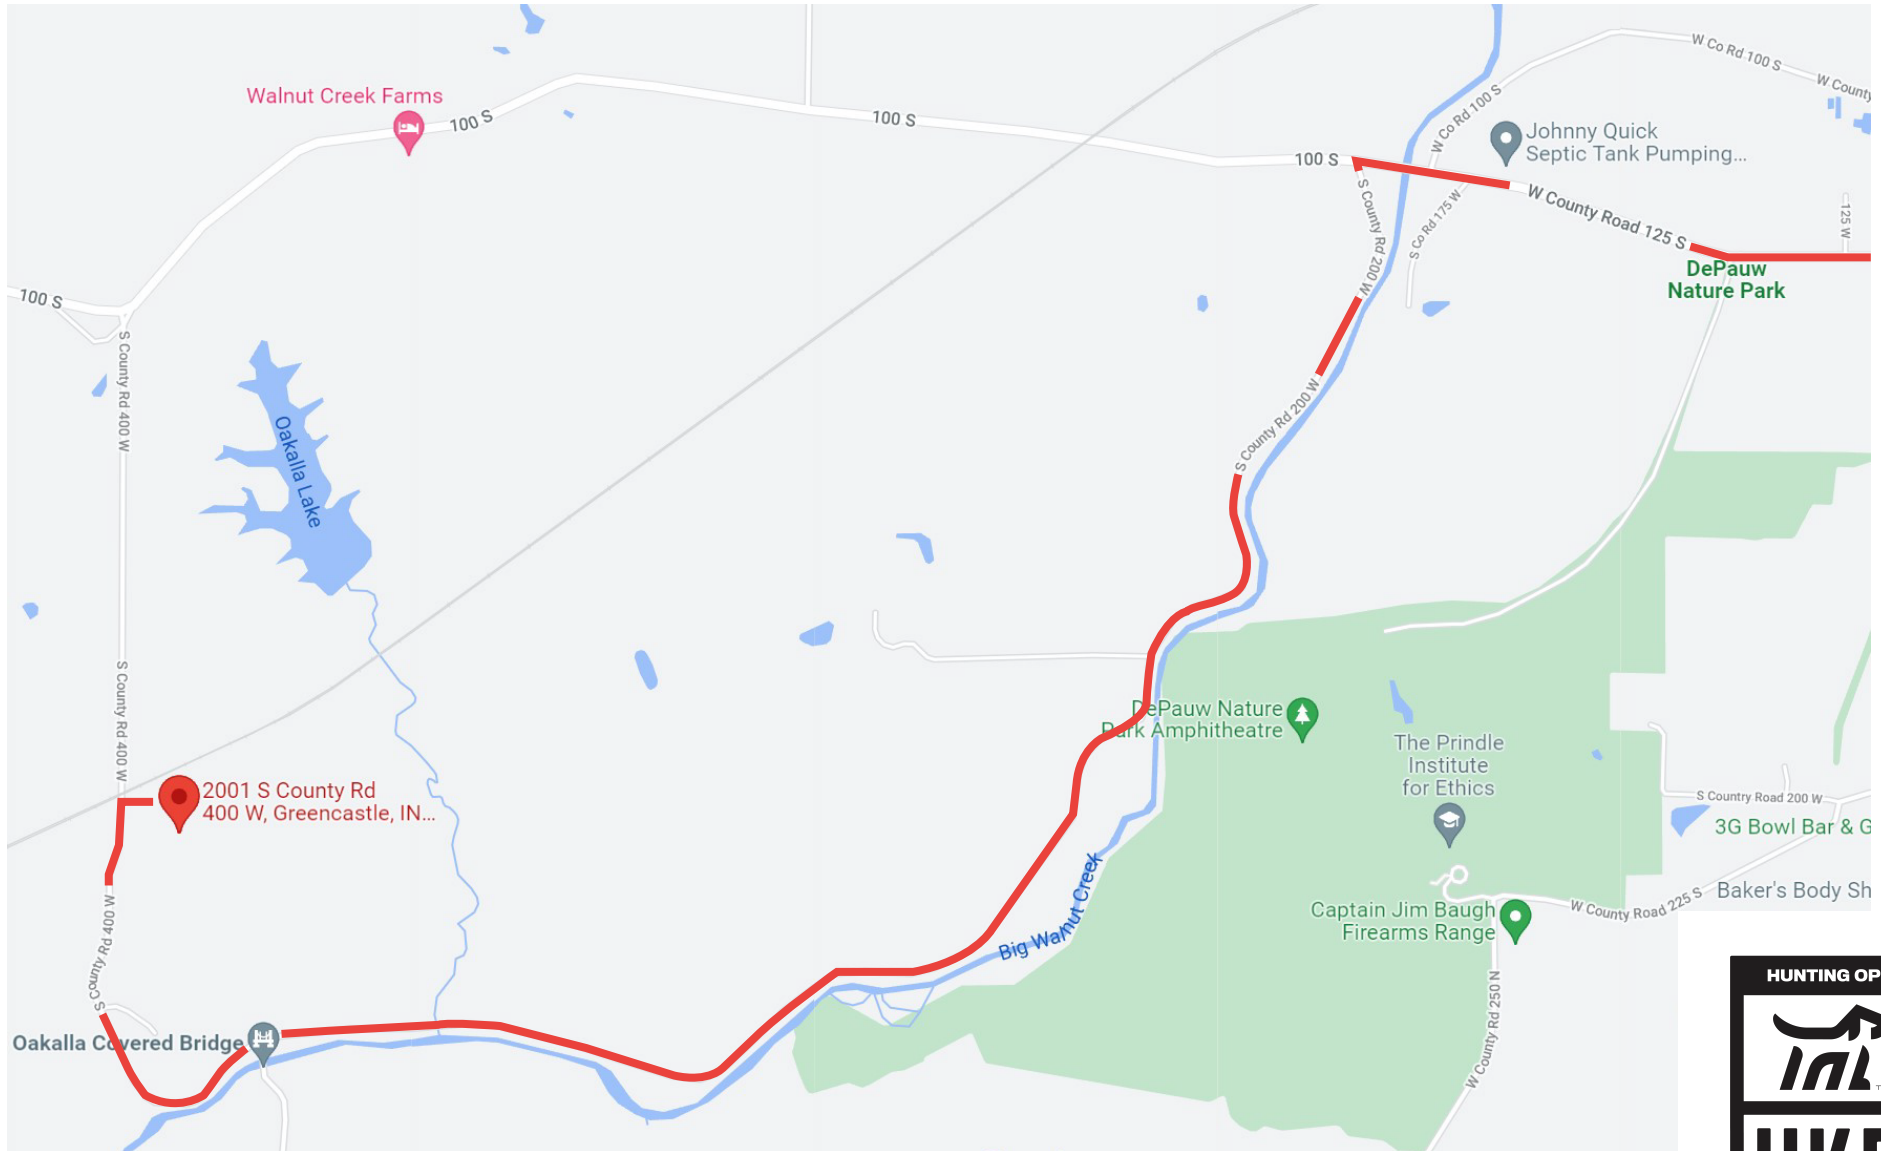 W Co Rd 100 S
W County
Walnut Creek Farms
100 S
100 S
W Co Rd 100 S
Johnny Quick
Septic Tank Pumping...
100 S
S County Rd 200 W
S Co Rd 175 W
W County Road 125 S
125 W
DePauw
Nature Park
100 S
S County Rd 400 W
Oakalla Lake
S County Rd 200 W
S County Rd 400 W
DePauw Nature
Park Amphitheatre
The Prindle
Institute
for Ethics
2001 S County Rd
400 W, Greencastle, IN...
S Country Road 200 W
3G Bowl Bar & G
Big Walnut Creek
Baker's Body Sh
W County Road 225 S
Captain Jim Baugh
Firearms Range
S County Rd 400 W
W County Rd 250 N
Oakalla Covered Bridge
HUNTING OP